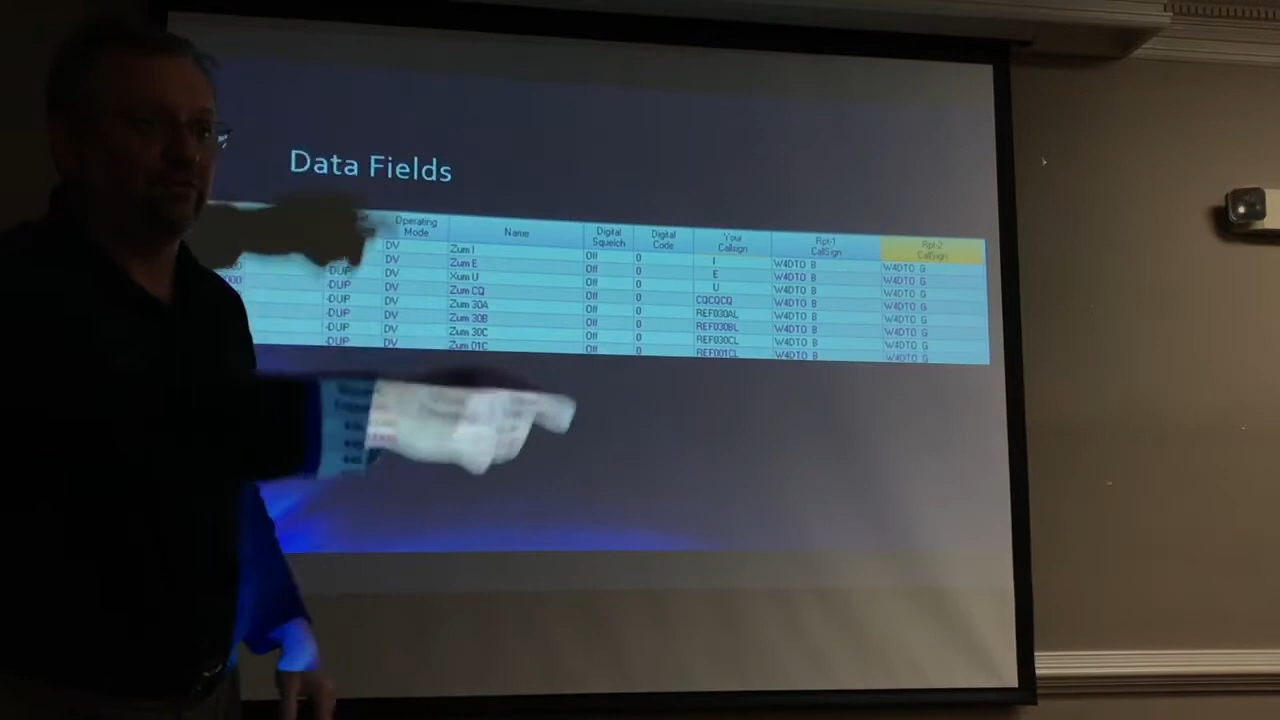 Data Fields
Operating Mode Name Digital Squelch Digital Code Your Callsign Rpt-1 CallSign Rpt-2 CallSign
DV Zum I Off 0 I W4DTO B W4DTO G
-DUP DV Zum E Off 0 E W4DTO B W4DTO G
-DUP DV Xum U Off 0 U W4DTO B W4DTO G
-DUP DV Zum CQ Off 0 CQCQCQ W4DTO B W4DTO G
-DUP DV Zum 30A Off 0 REF030AL W4DTO B W4DTO G
-DUP DV Zum 30B Off 0 REF030BL W4DTO B W4DTO G
-DUP DV Zum 30C Off 0 REF030CL W4DTO B W4DTO G
-DUP DV Zum 01C Off 0 REF001CL W4DTO B W4DTO G